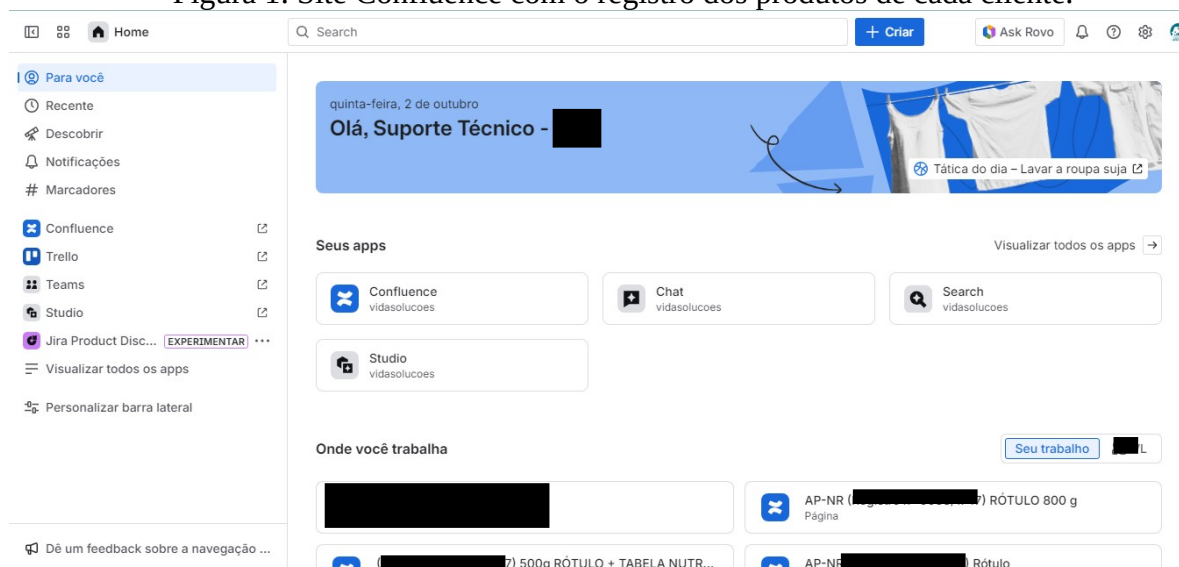 Figura 1: Site Confluence com o registro dos produtos de cada cliente.
Home
Search
+ Criar
Ask Rovo
Para você
Recente
Descobrir
Notificações
# Marcadores
Confluence
Trello
Teams
Studio
Jira Product Disc... EXPERIMENTAR ...
Visualizar todos os apps
Personalizar barra lateral
Dê um feedback sobre a navegação ...
quinta-feira, 2 de outubro
Olá, Suporte Técnico -
Tática do dia – Lavar a roupa suja
Seus apps
Visualizar todos os apps
Confluence
vidasolucoes
Chat
vidasolucoes
Search
vidasolucoes
Studio
vidasolucoes
Onde você trabalha
Seu trabalho
AP-NR ( 7) RÓTULO 800 g
Página
( 7) 500g RÓTULO + TABELA NUTR...
AP-NR ) Rótulo